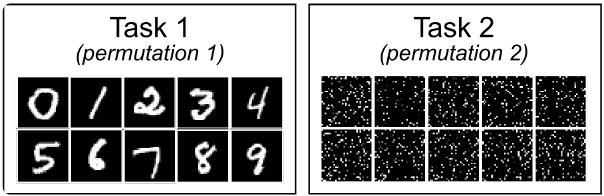 Task 1
(permutation 1)
0 1 2 3 4
5 6 7 8 9
Task 2
(permutation 2)